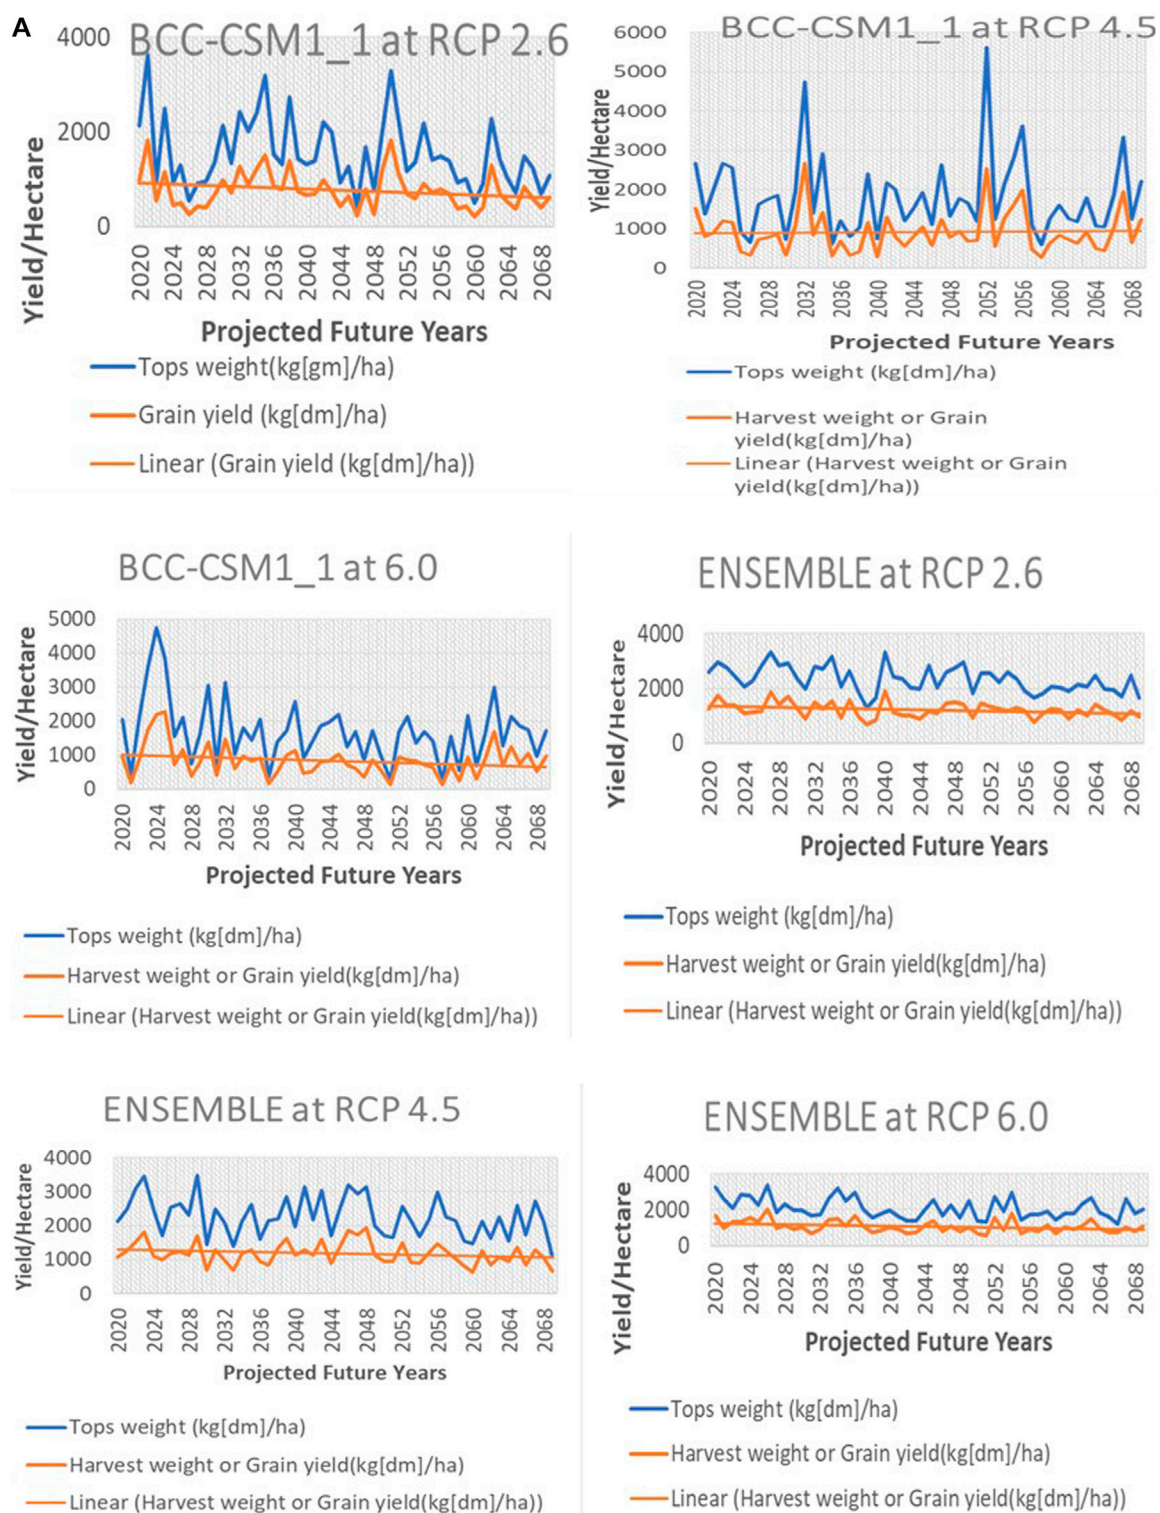 A
BCC-CSM1_1 at RCP 2.6
4000
2000
0
Yield/Hectare
2020 2024 2028 2032 2036 2040 2044 2048 2052 2056 2060 2064 2068
Projected Future Years
Tops weight(kg[gm]/ha)
Grain yield (kg[dm]/ha)
Linear (Grain yield (kg[dm]/ha))
BCC-CSM1_1 at RCP 4.5
6000
5000
4000
3000
2000
1000
0
Yield/Hectare
2020 2024 2028 2032 2036 2040 2044 2048 2052 2056 2060 2064 2068
Projected Future Years
Tops weight (kg[dm]/ha)
Harvest weight or Grain
yield(kg[dm]/ha)
Linear (Harvest weight or Grain
yield(kg[dm]/ha))
BCC-CSM1_1 at 6.0
5000
4000
3000
2000
1000
0
Yield/Hectare
2020 2024 2028 2032 2036 2040 2044 2048 2052 2056 2060 2064 2068
Projected Future Years
Tops weight (kg[dm]/ha)
Harvest weight or Grain yield(kg[dm]/ha)
Linear (Harvest weight or Grain yield(kg[dm]/ha))
ENSEMBLE at RCP 2.6
4000
2000
0
Yield/Hectare
2020 2024 2028 2032 2036 2040 2044 2048 2052 2056 2060 2064 2068
Projected Future Years
Tops weight (kg[dm]/ha)
Harvest weight or Grain yield(kg[dm]/ha)
Linear (Harvest weight or Grain yield(kg[dm]/ha))
ENSEMBLE at RCP 4.5
4000
3000
2000
1000
0
Yield/Hectare
2020 2024 2028 2032 2036 2040 2044 2048 2052 2056 2060 2064 2068
Projected Future Years
Tops weight (kg[dm]/ha)
Harvest weight or Grain yield(kg[dm]/ha)
Linear (Harvest weight or Grain yield(kg[dm]/ha))
ENSEMBLE at RCP 6.0
4000
2000
0
Yield/Hectare
2020 2024 2028 2032 2036 2040 2044 2048 2052 2056 2060 2064 2068
Projected Future Years
Tops weight (kg[dm]/ha)
Harvest weight or Grain yield(kg[dm]/ha)
Linear (Harvest weight or Grain yield(kg[dm]/ha))